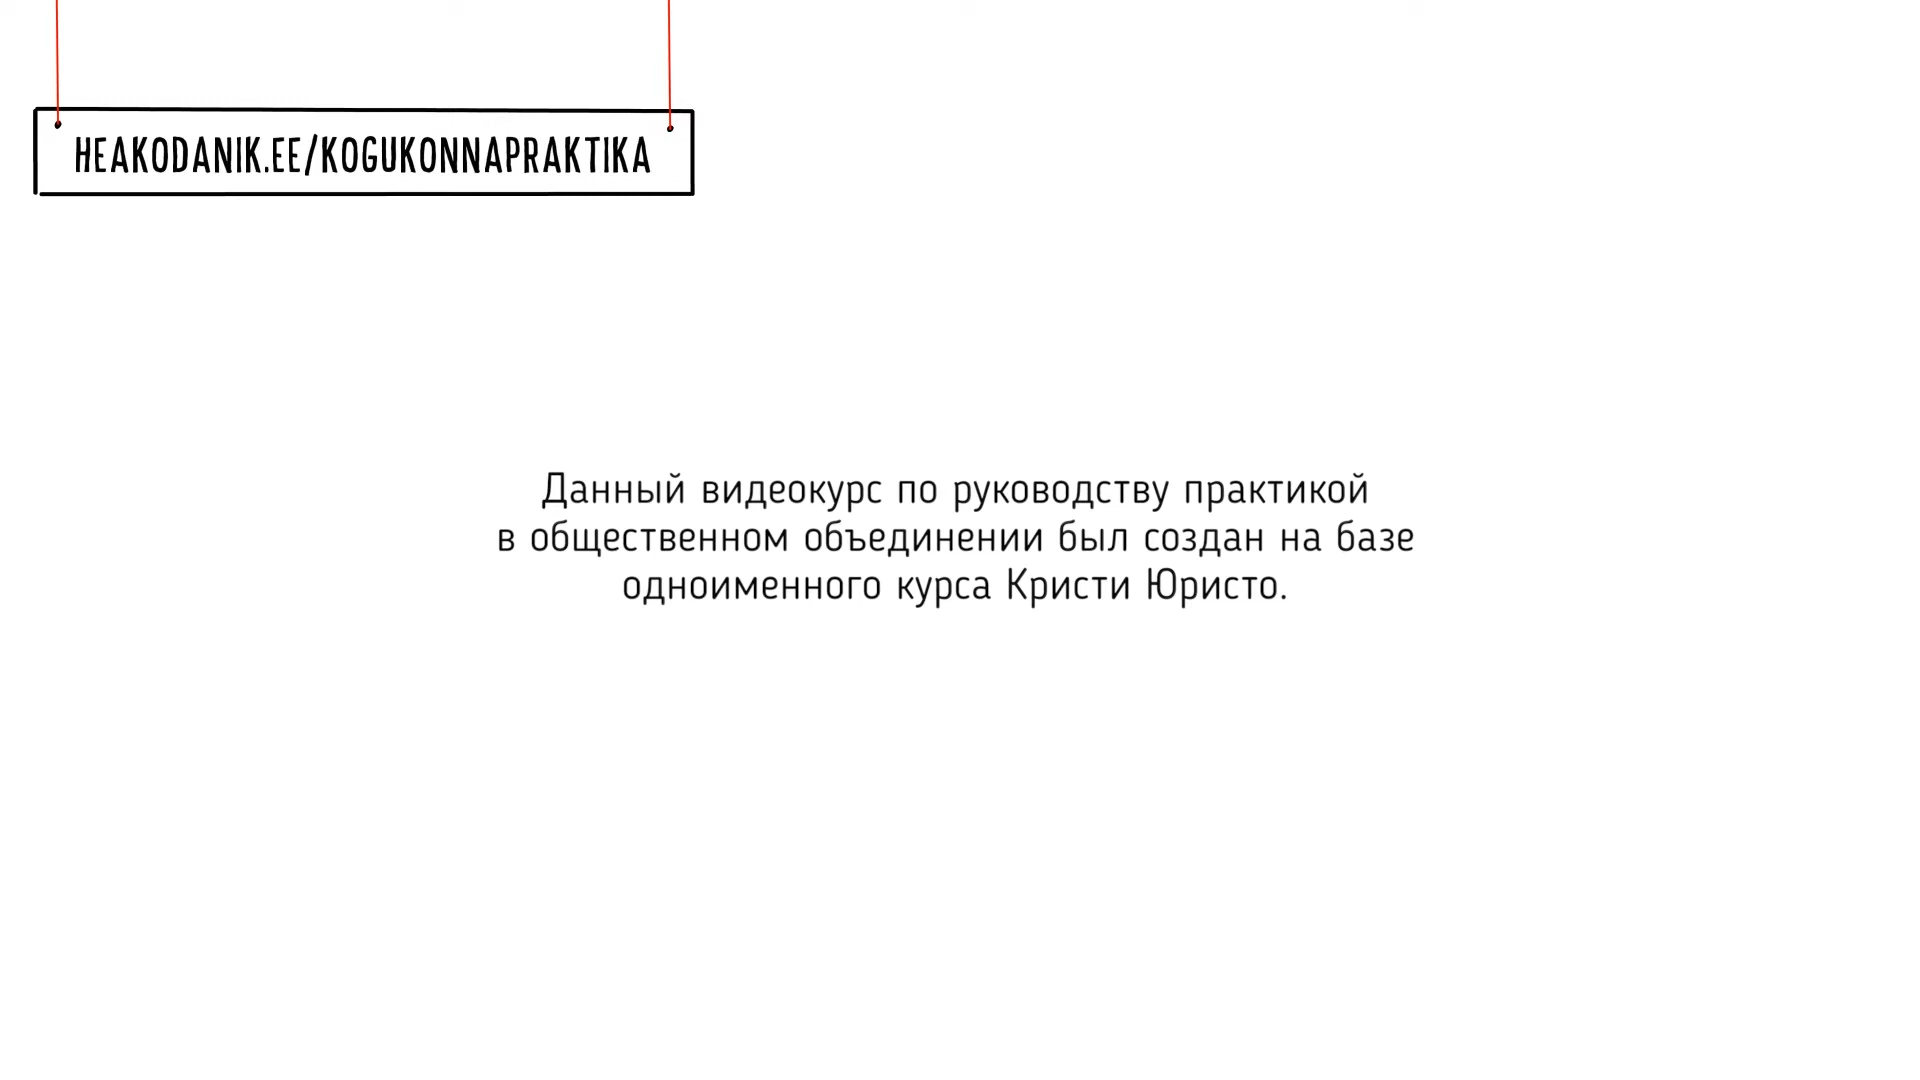 HEAKODANIK.EE/KOGUKONNAPRAKTIKA
Данный видеокурс по руководству практикой
в общественном объединении был создан на базе
одноименного курса Кристи Юристо.